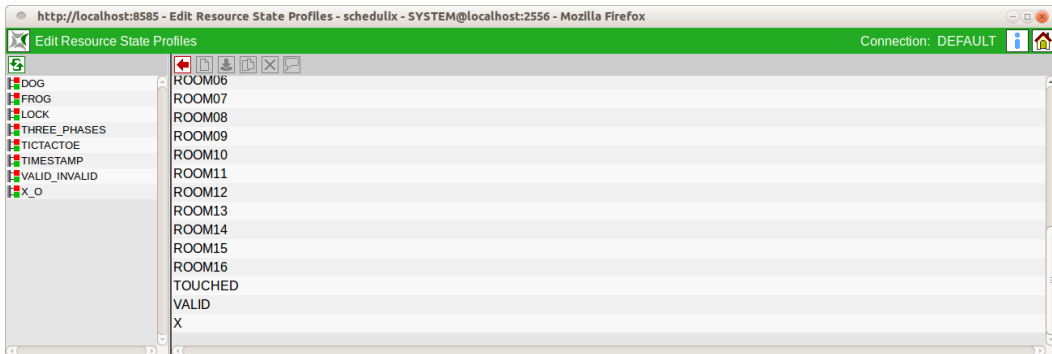 http://localhost:8585 - Edit Resource State Profiles - schedulix - SYSTEM@localhost:2556 - Mozilla Firefox
Edit Resource State Profiles
Connection: DEFAULT
DOG
FROG
LOCK
THREE_PHASES
TICTACTOE
TIMESTAMP
VALID_INVALID
X_O
ROOM06
ROOM07
ROOM08
ROOM09
ROOM10
ROOM11
ROOM12
ROOM13
ROOM14
ROOM15
ROOM16
TOUCHED
VALID
X